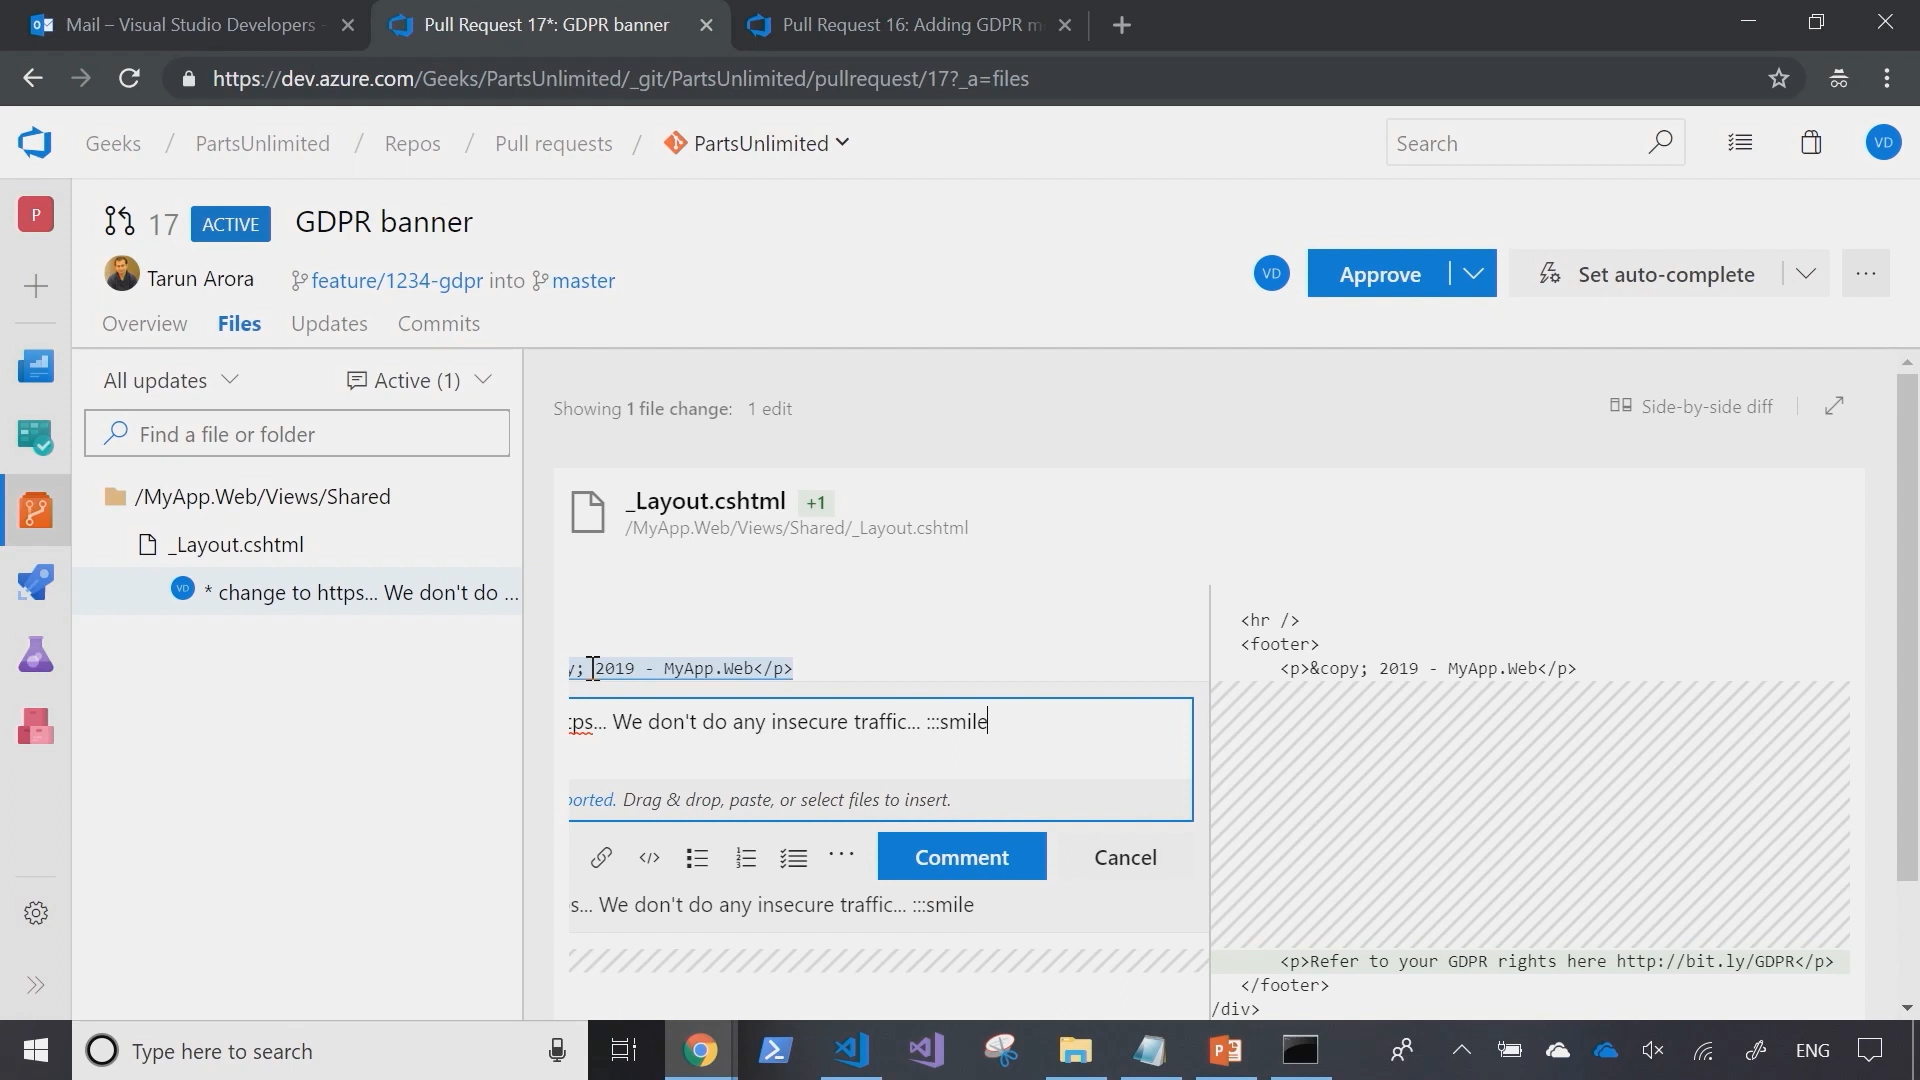 Mail – Visual Studio Developers -
Pull Request 17*: GDPR banner
Pull Request 16: Adding GDPR m
https://dev.azure.com/Geeks/PartsUnlimited/_git/PartsUnlimited/pullrequest/17?_a=files
Geeks / PartsUnlimited / Repos / Pull requests / PartsUnlimited
Search
VD
P
17 ACTIVE GDPR banner
Tarun Arora
feature/1234-gdpr into master
VD
Approve
Set auto-complete
...
Overview Files Updates Commits
All updates
Active (1)
Find a file or folder
/MyApp.Web/Views/Shared
_Layout.cshtml
VD * change to https... We don't do ...
Showing 1 file change: 1 edit
Side-by-side diff
_Layout.cshtml +1
/MyApp.Web/Views/Shared/_Layout.cshtml
y; 2019 - MyApp.Web</p>
tps... We don't do any insecure traffic... :::smile
ported. Drag & drop, paste, or select files to insert.
Comment
Cancel
s... We don't do any insecure traffic... :::smile
<hr />
<footer>
<p>&copy; 2019 - MyApp.Web</p>
<p>Refer to your GDPR rights here http://bit.ly/GDPR</p>
</footer>
/div>
Type here to search
ENG